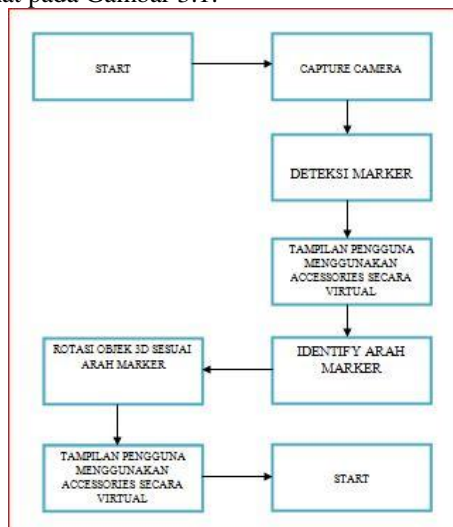 pada Gambar 3.1.
START
CAPTURE CAMERA
DETEKSI MARKER
TAMPILAN PENGGUNA
MENGGUNAKAN
ACCESSORIES SECARA
VIRTUAL
IDENTIFY ARAH
MARKER
ROTASI OBJEK 3D SESUAI
ARAH MARKER
TAMPILAN PENGGUNA
MENGGUNAKAN
ACCESSORIES SECARA
VIRTUAL
START